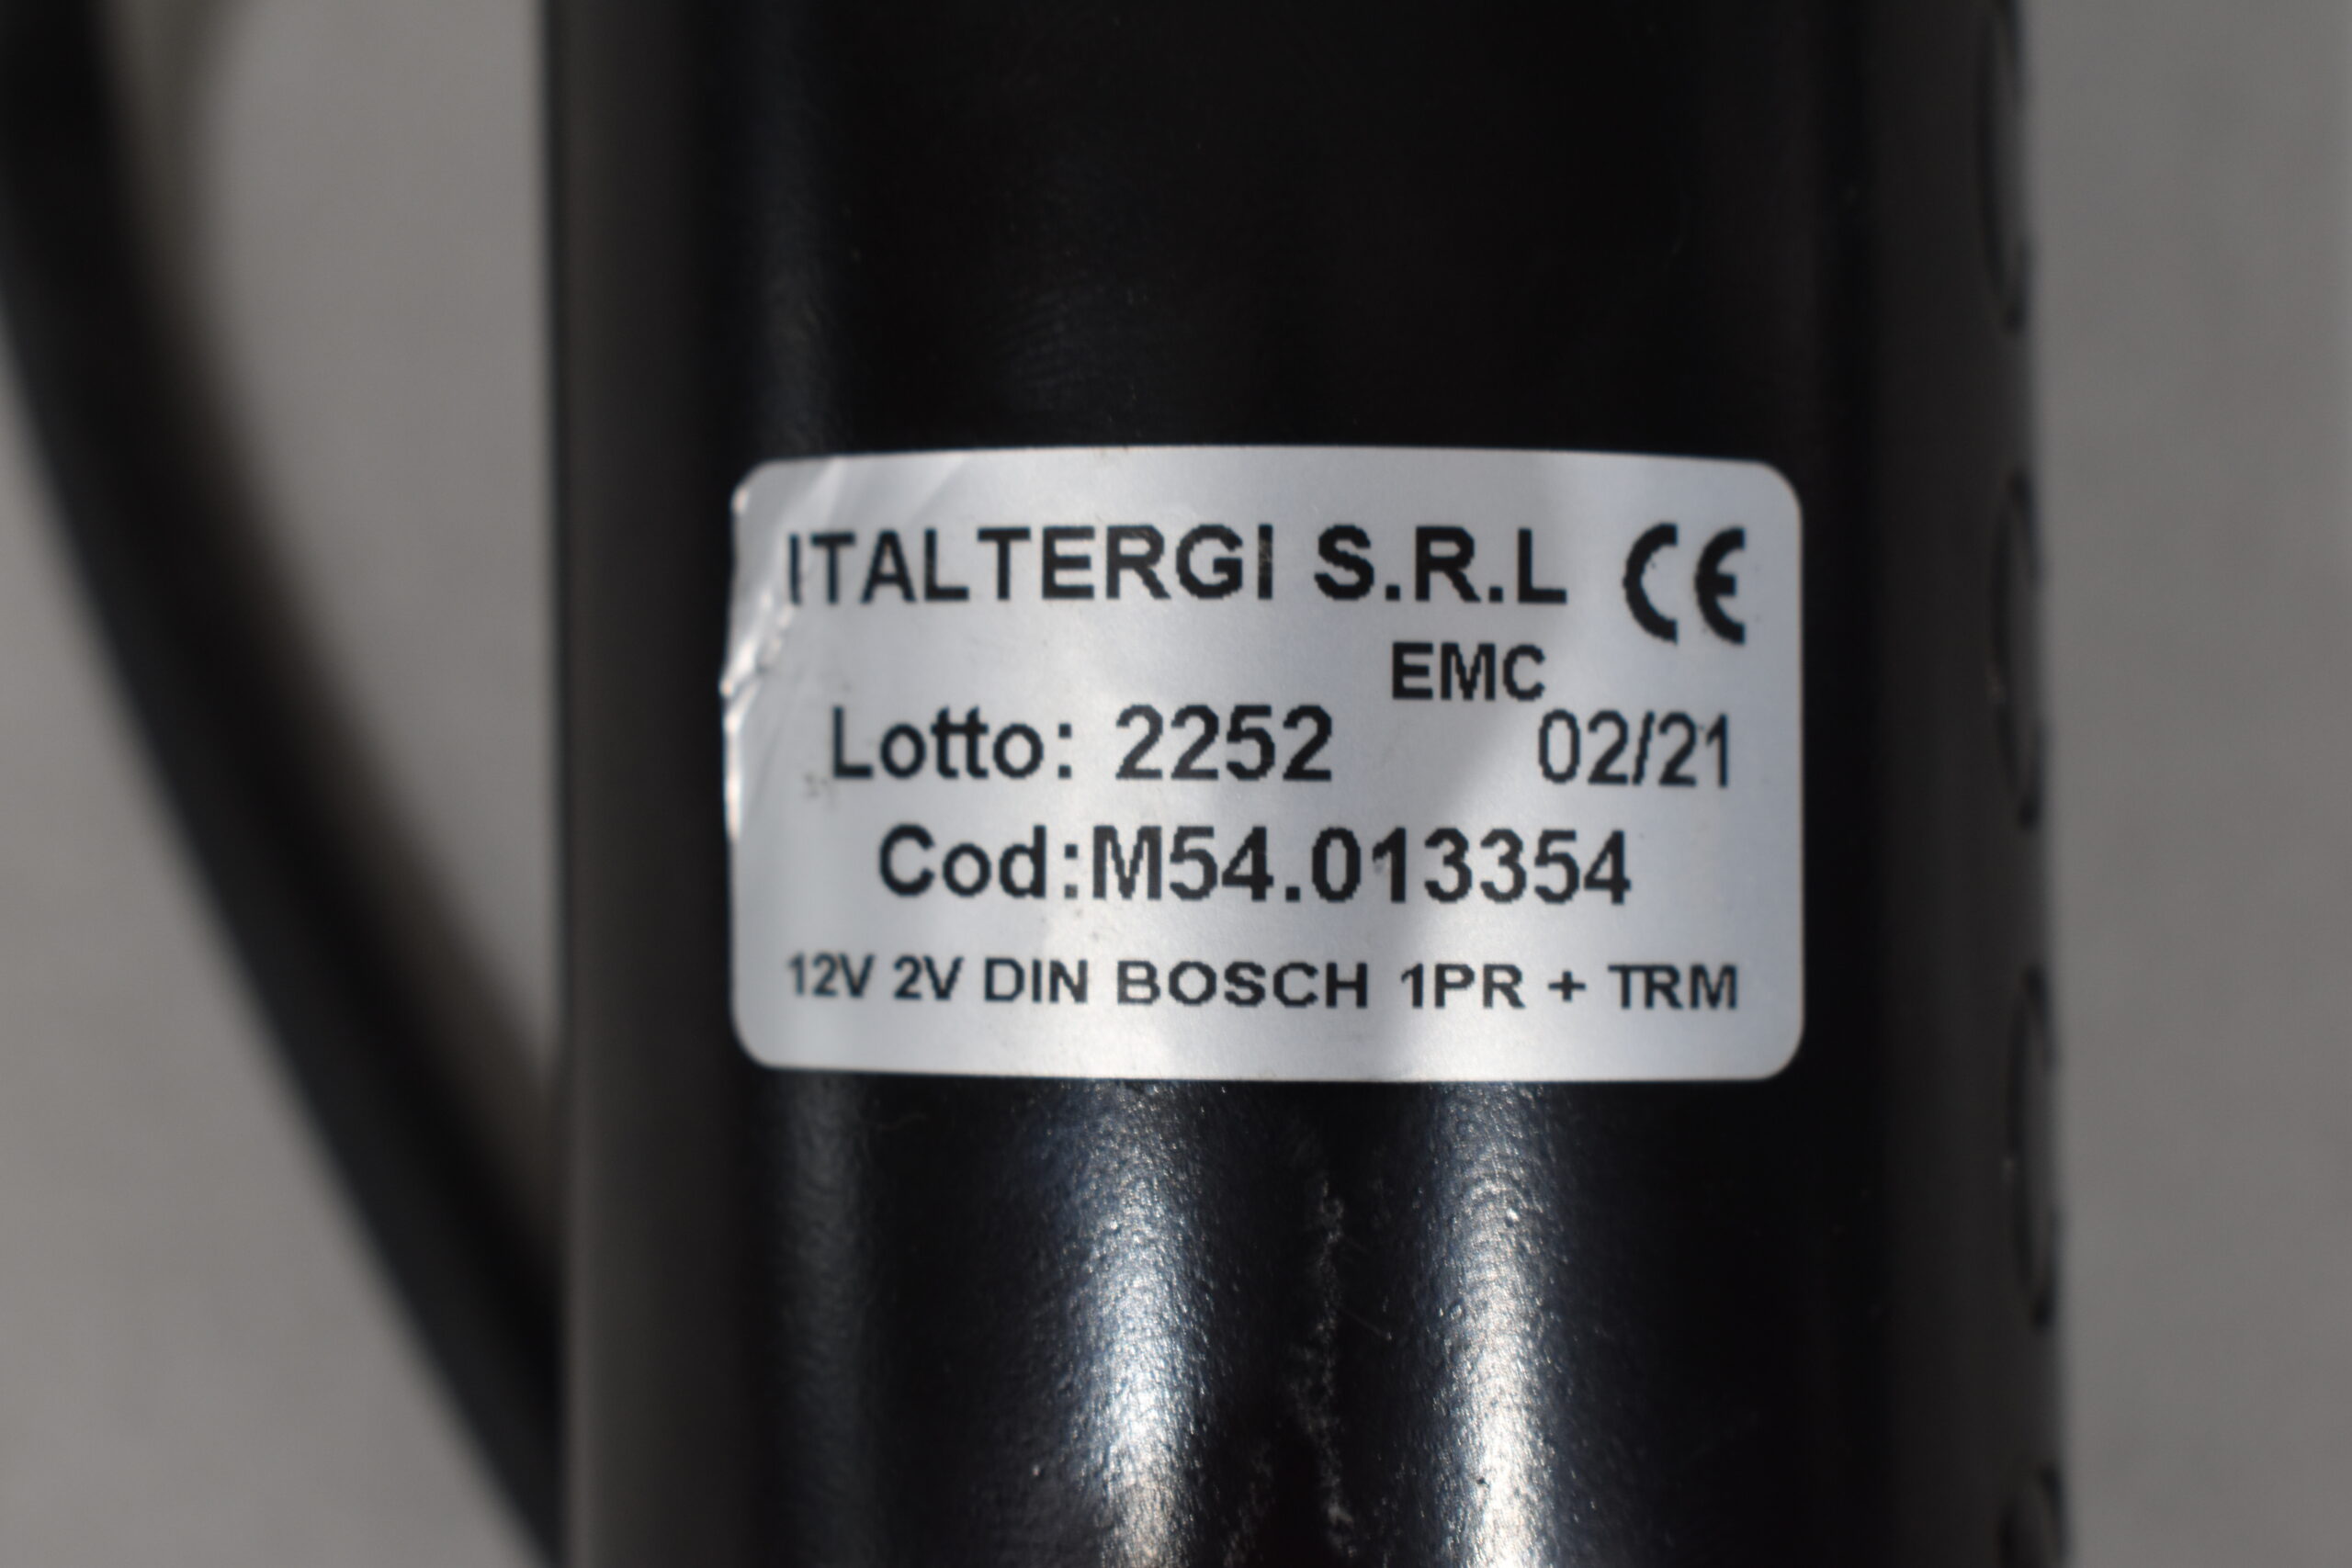 ITALTERGI S.R.L CE
EMC
Lotto: 2252 02/21
Cod:M54.013354
12V 2V DIN BOSCH 1PR + TRM